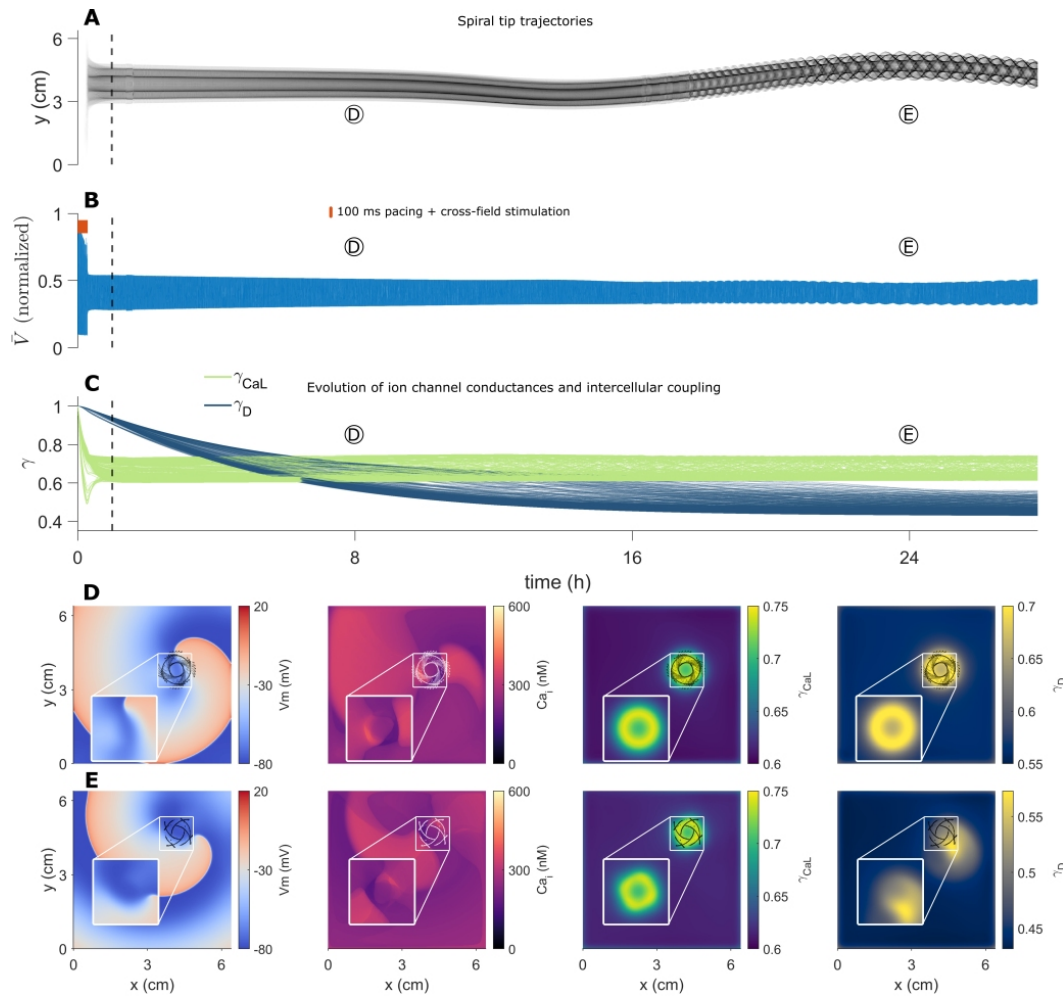 A
Spiral tip trajectories
6
3
0
y (cm)
D
E
B
1
0.5
0
V̄ (normalized)
100 ms pacing + cross-field stimulation
D
E
C
γCaL
γD
Evolution of ion channel conductances and intercellular coupling
1
0.8
0.6
0.4
γ
D
E
0
8
16
24
time (h)
D
6
3
0
y (cm)
20
-30
-80
Vm (mV)
600
300
0
Cai (nM)
0.75
0.7
0.65
0.6
γCaL
0.7
0.65
0.6
0.55
γD
E
6
3
0
y (cm)
0
3
6
x (cm)
20
-30
-80
Vm (mV)
0
3
6
x (cm)
600
300
0
Cai (nM)
0
3
6
x (cm)
0.75
0.7
0.65
0.6
γCaL
0
3
6
x (cm)
0.55
0.5
0.45
γD